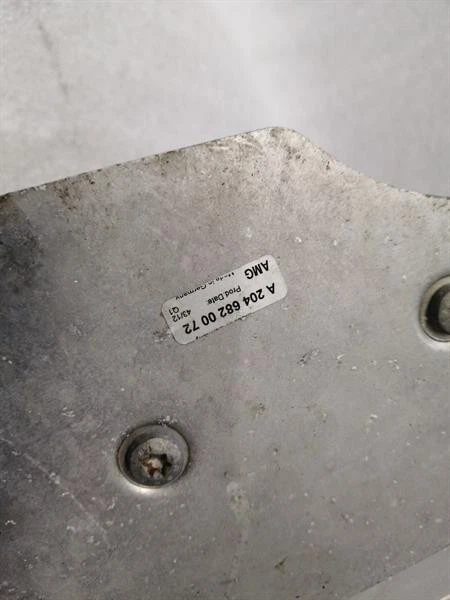 AMG
Made in Germany
A 204 682 00 72
Prod.Date: 43/12
Q1